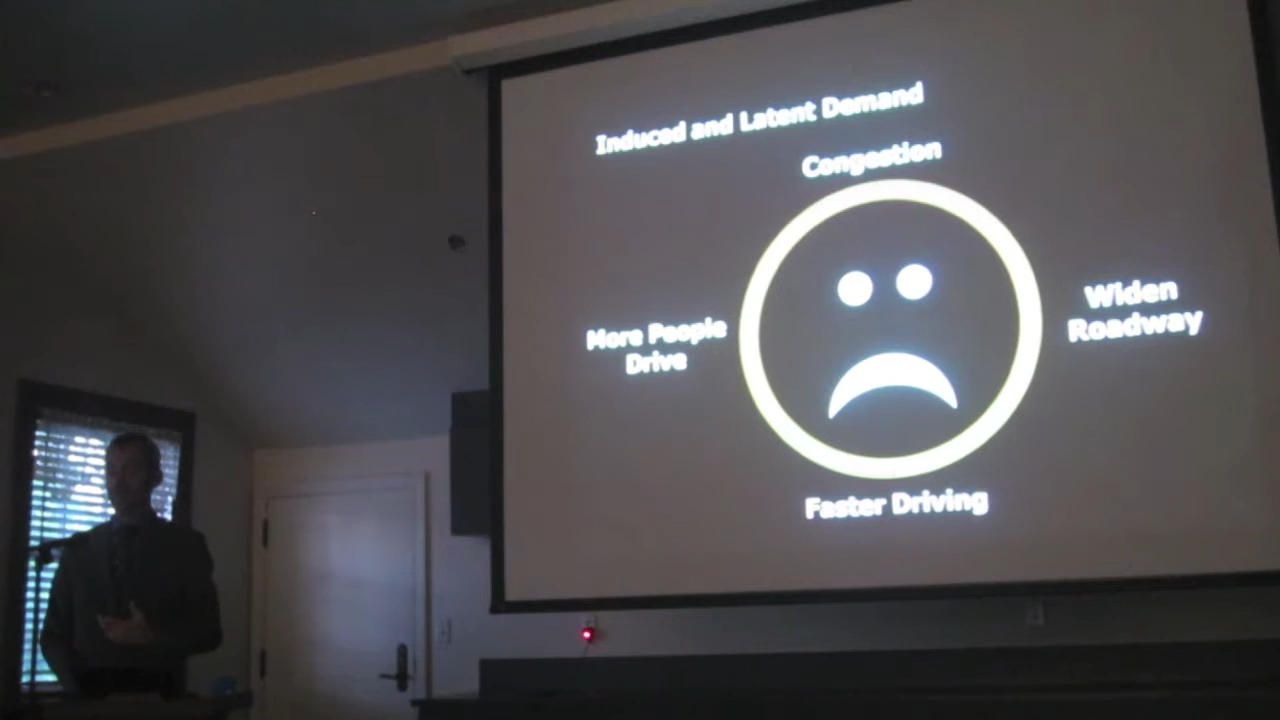 Induced and Latent Demand
Congestion
Widen
Roadway
More People
Drive
Faster Driving